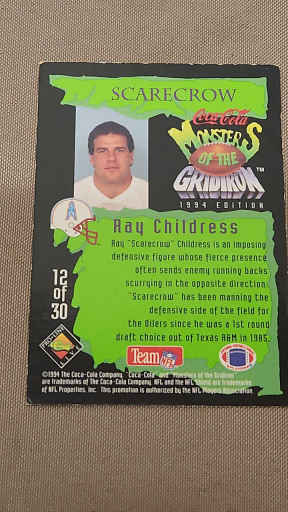 SCARECROW
Coca-Cola
MONSTERS
OF THE
GRIDIRON™
1994 EDITION
Ray Childress
Ray "Scarecrow" Childress is an imposing
defensive figure whose fierce presence
often sends enemy running backs
scurrying in the opposite direction.
"Scarecrow" has been manning the
defensive side of the field for
the Oilers since he was a 1st round
draft choice out of Texas A&M in 1985.
12
of
30
PRO LINE
Team NFL
©1994 The Coca-Cola Company. "Coca-Cola" and "Monsters of the Gridiron"
are trademarks of The Coca-Cola Company. NFL and the NFL Shield are trademarks
of NFL Properties, Inc. This promotion is authorized by the NFL Players Association.